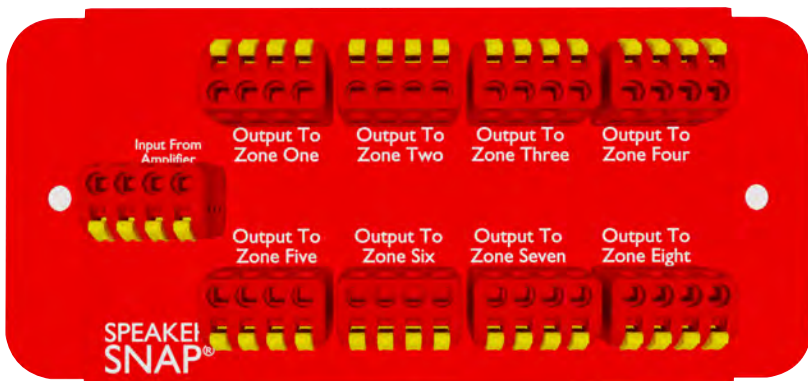 Output To
Zone One
Output To
Zone Two
Output To
Zone Three
Output To
Zone Four
Input From
Amplifier
Output To
Zone Five
Output To
Zone Six
Output To
Zone Seven
Output To
Zone Eight
SPEAKER
SNAP®